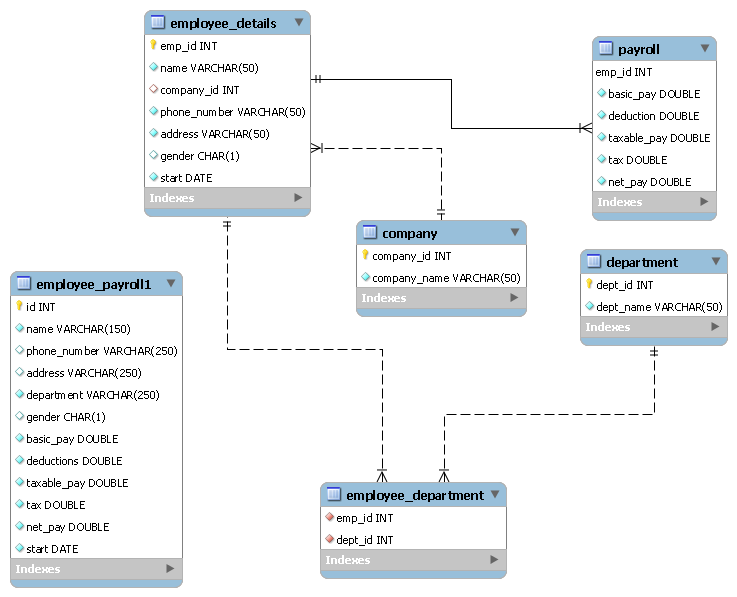 employee_details
emp_id INT
name VARCHAR(50)
company_id INT
phone_number VARCHAR(50)
address VARCHAR(50)
gender CHAR(1)
start DATE
Indexes
payroll
emp_id INT
basic_pay DOUBLE
deduction DOUBLE
taxable_pay DOUBLE
tax DOUBLE
net_pay DOUBLE
Indexes
company
company_id INT
company_name VARCHAR(50)
Indexes
department
dept_id INT
dept_name VARCHAR(50)
Indexes
employee_payroll1
id INT
name VARCHAR(150)
phone_number VARCHAR(250)
address VARCHAR(250)
department VARCHAR(250)
gender CHAR(1)
basic_pay DOUBLE
deductions DOUBLE
taxable_pay DOUBLE
tax DOUBLE
net_pay DOUBLE
start DATE
Indexes
employee_department
emp_id INT
dept_id INT
Indexes